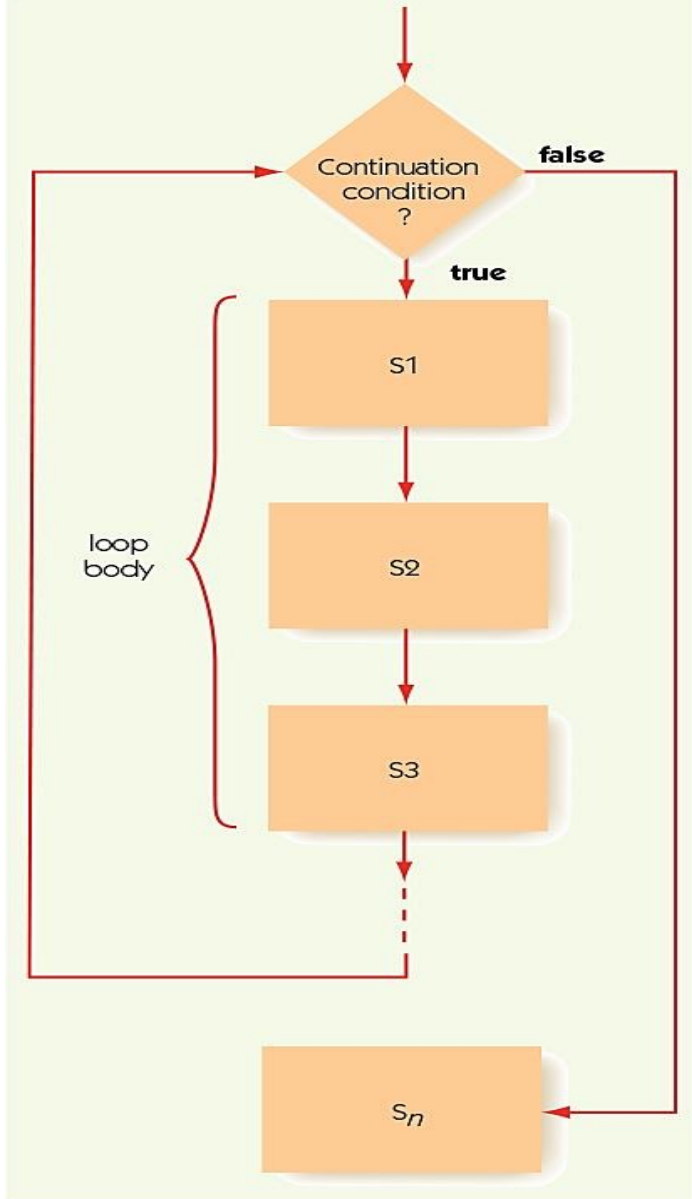 Continuation
condition
?
false
true
S1
loop
body
S2
S3
Sn